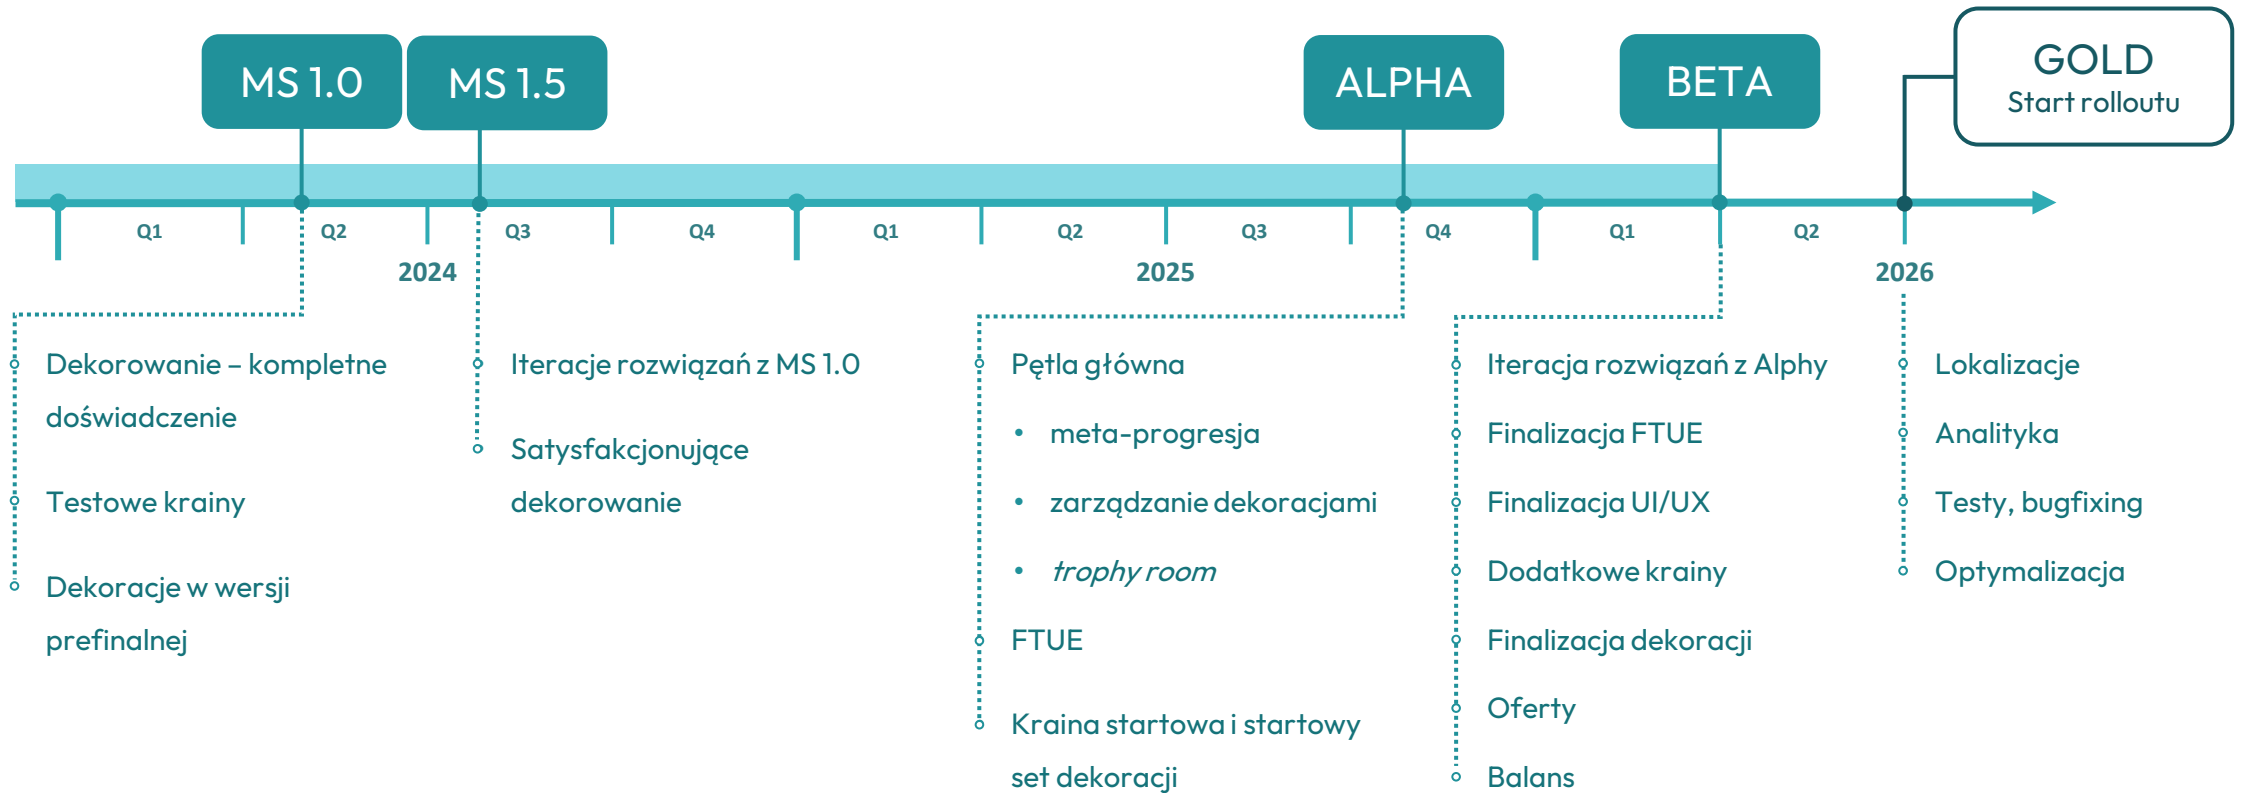 MS 1.0
MS 1.5
ALPHA
BETA
GOLD
Start rolloutu
Q1
Q2
Q3
Q4
Q1
Q2
Q3
Q4
Q1
Q2
2024
2025
2026
Dekorowanie – kompletne
doświadczenie
Testowe krainy
Dekoracje w wersji
prefinalnej
Iteracje rozwiązań z MS 1.0
Satysfakcjonujące
dekorowanie
Pętla główna
• meta-progresja
• zarządzanie dekoracjami
• trophy room
FTUE
Kraina startowa i startowy
set dekoracji
Iteracja rozwiązań z Alphy
Finalizacja FTUE
Finalizacja UI/UX
Dodatkowe krainy
Finalizacja dekoracji
Oferty
Balans
Lokalizacje
Analityka
Testy, bugfixing
Optymalizacja